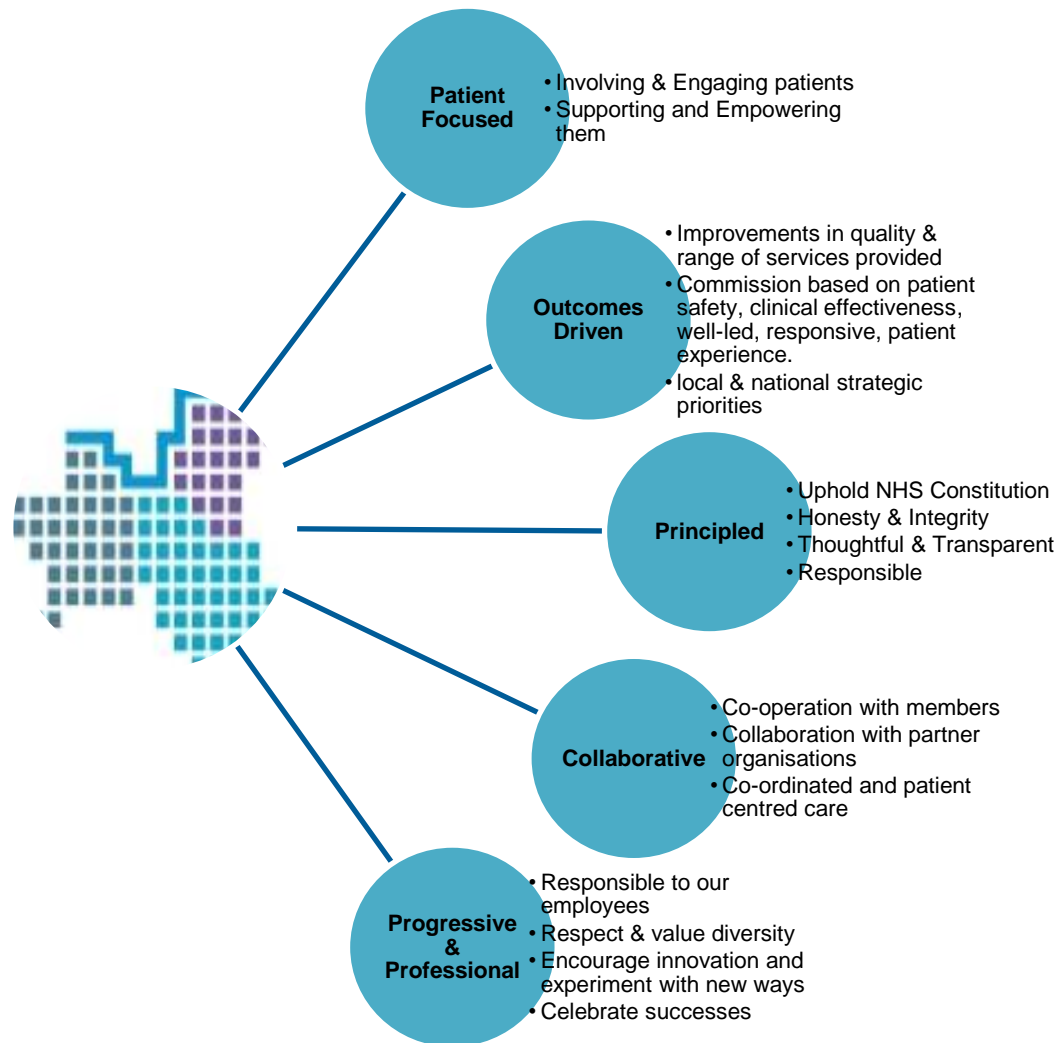 Patient
Focused
• Involving & Engaging patients
• Supporting and Empowering
them
Outcomes
Driven
• Improvements in quality &
range of services provided
• Commission based on patient
safety, clinical effectiveness,
well-led, responsive, patient
experience.
• local & national strategic
priorities
Principled
• Uphold NHS Constitution
• Honesty & Integrity
• Thoughtful & Transparent
• Responsible
Collaborative
• Co-operation with members
• Collaboration with partner
organisations
• Co-ordinated and patient
centred care
Progressive
&
Professional
• Responsible to our
employees
• Respect & value diversity
• Encourage innovation and
experiment with new ways
• Celebrate successes